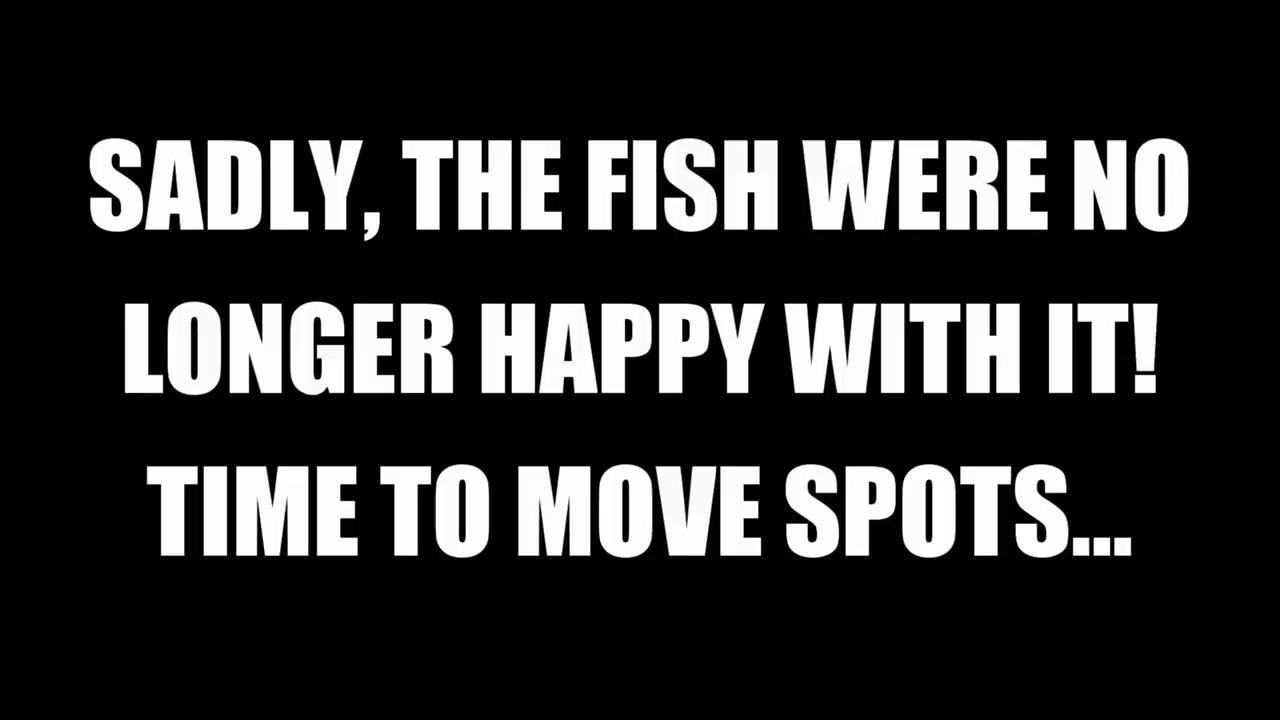 SADLY, THE FISH WERE NO
LONGER HAPPY WITH IT!
TIME TO MOVE SPOTS...